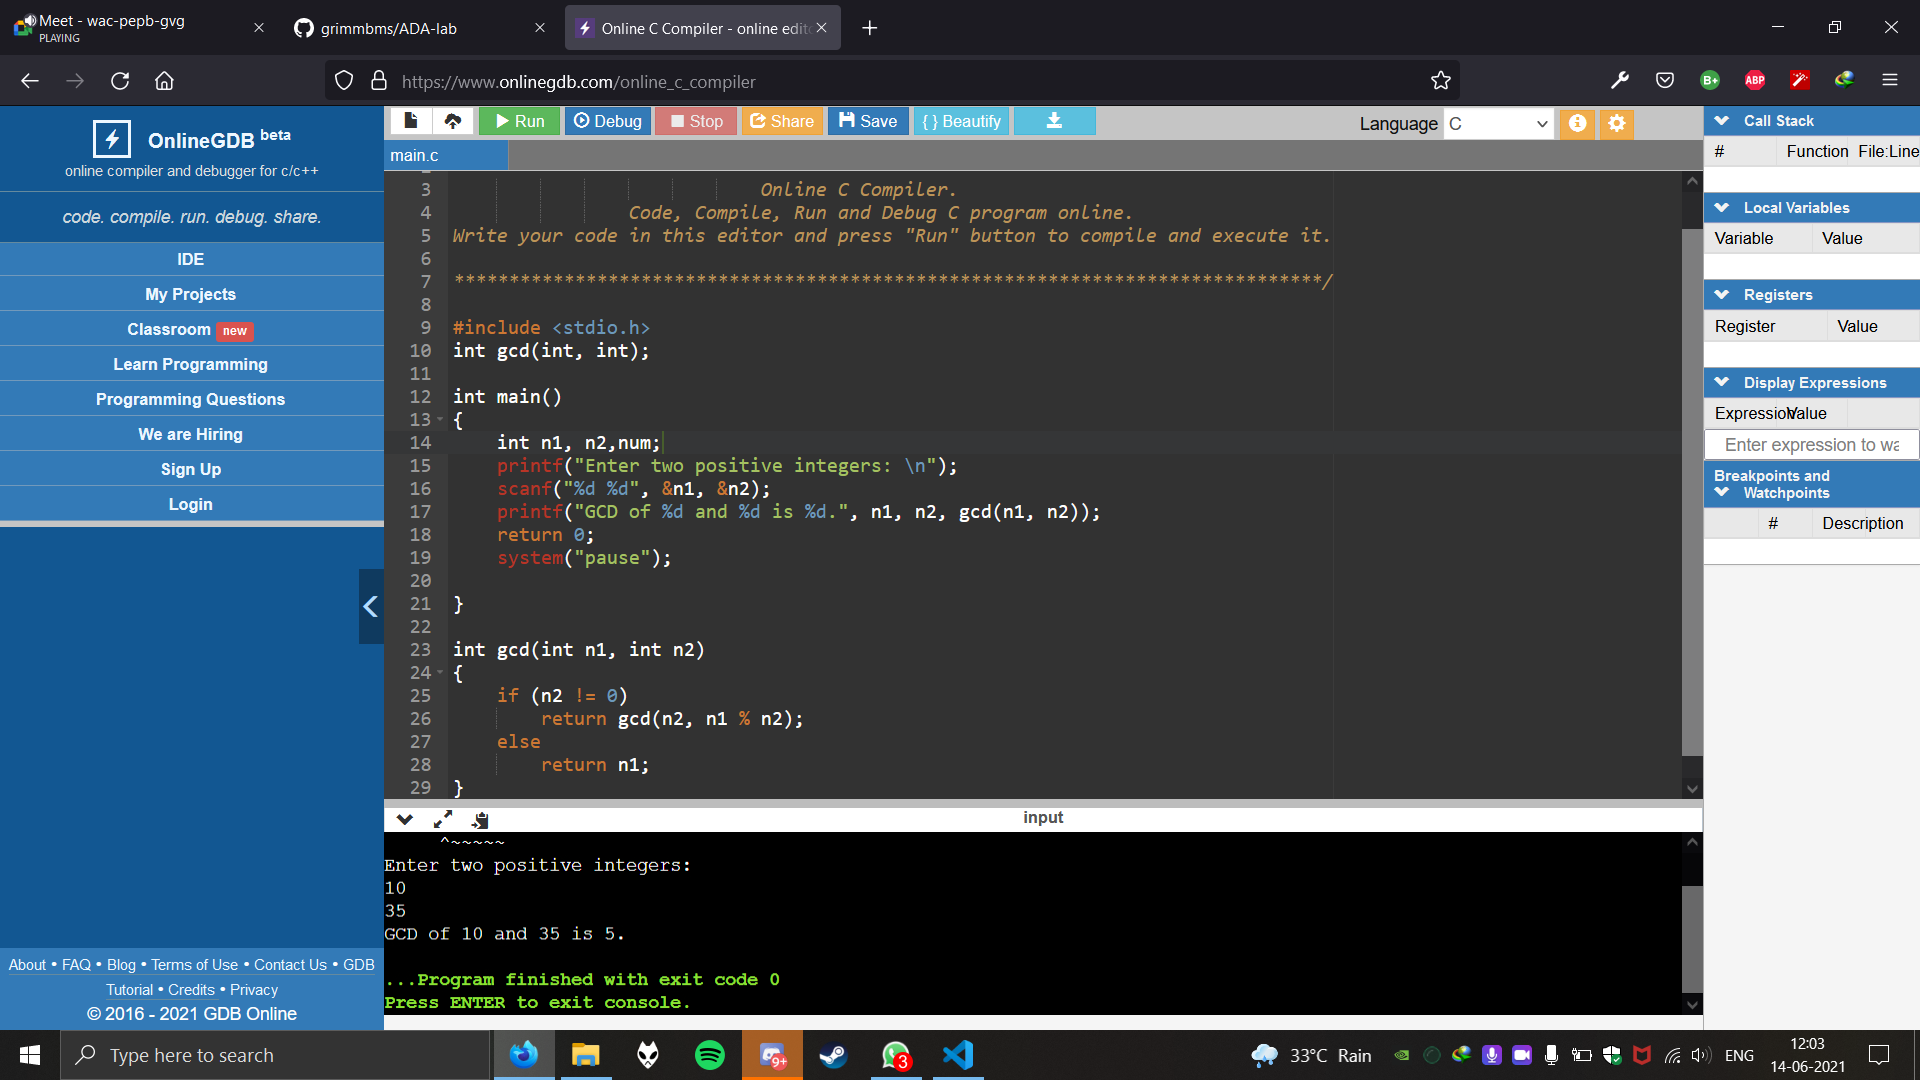 Meet - wac-pepb-gvg
PLAYING
grimmbms/ADA-lab
Online C Compiler - online edito
https://www.onlinegdb.com/online_c_compiler
B+
ABP
OnlineGDB beta
online compiler and debugger for c/c++
code. compile. run. debug. share.
IDE
My Projects
Classroom new
Learn Programming
Programming Questions
We are Hiring
Sign Up
Login
About • FAQ • Blog • Terms of Use • Contact Us • GDB
Tutorial • Credits • Privacy
© 2016 - 2021 GDB Online
Run Debug Stop Share Save { } Beautify
Language C
main.c
3 Online C Compiler.
4 Code, Compile, Run and Debug C program online.
5 Write your code in this editor and press "Run" button to compile and execute it.
6
7 *******************************************************************************/
8
9 #include <stdio.h>
10 int gcd(int, int);
11
12 int main()
13 {
14 int n1, n2,num;
15 printf("Enter two positive integers: \n");
16 scanf("%d %d", &n1, &n2);
17 printf("GCD of %d and %d is %d.", n1, n2, gcd(n1, n2));
18 return 0;
19 system("pause");
20
21 }
22
23 int gcd(int n1, int n2)
24 {
25 if (n2 != 0)
26 return gcd(n2, n1 % n2);
27 else
28 return n1;
29 }
input
^~~~~~
Enter two positive integers:
10
35
GCD of 10 and 35 is 5.
...Program finished with exit code 0
Press ENTER to exit console.
Call Stack
# Function File:Line
Local Variables
Variable Value
Registers
Register Value
Display Expressions
Expression Value
Enter expression to wa
Breakpoints and
Watchpoints
# Description
Type here to search
9+
3
33°C Rain
ENG
12:03
14-06-2021